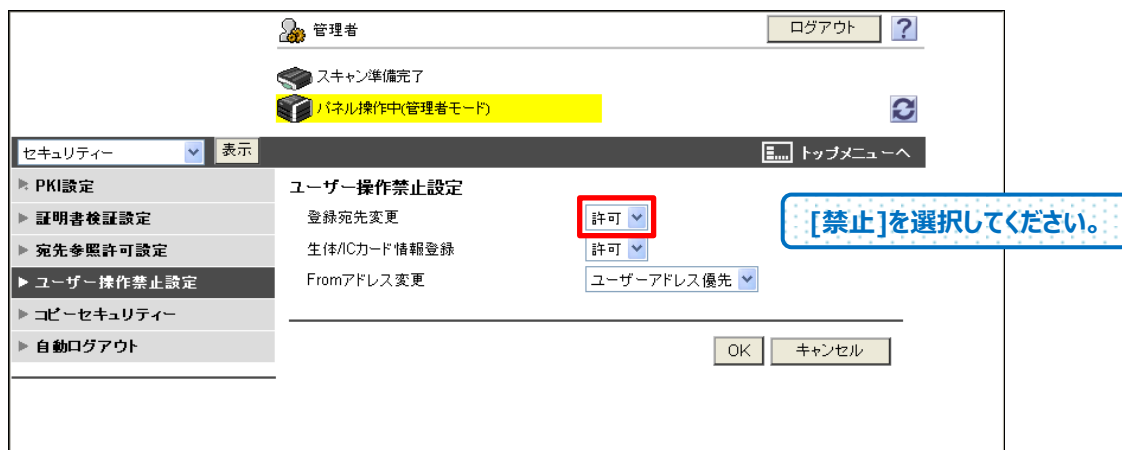 管理者
ログアウト
?
スキャン準備完了
パネル操作中(管理者モード)
セキュリティー
表示
トップメニューへ
PKI設定
証明書検証設定
宛先参照許可設定
ユーザー操作禁止設定
コピーセキュリティー
自動ログアウト
ユーザー操作禁止設定
登録宛先変更 許可
生体/ICカード情報登録 許可
Fromアドレス変更 ユーザーアドレス優先
OK キャンセル
[禁止]を選択してください。